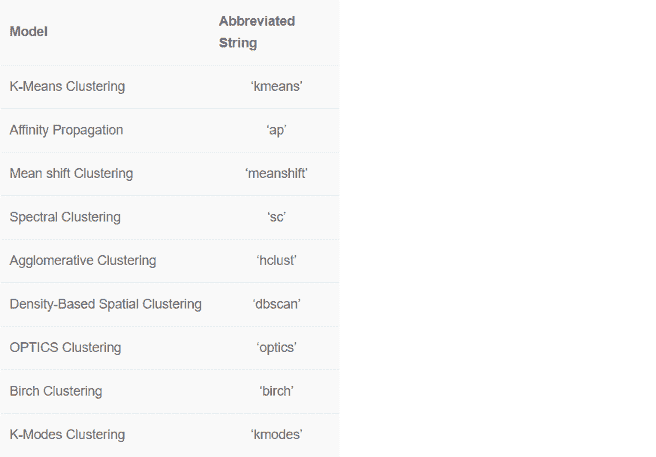 Model Abbreviated
String
K-Means Clustering ‘kmeans’
Affinity Propagation ‘ap’
Mean shift Clustering ‘meanshift’
Spectral Clustering ‘sc’
Agglomerative Clustering ‘hclust’
Density-Based Spatial Clustering ‘dbscan’
OPTICS Clustering ‘optics’
Birch Clustering ‘birch’
K-Modes Clustering ‘kmodes’